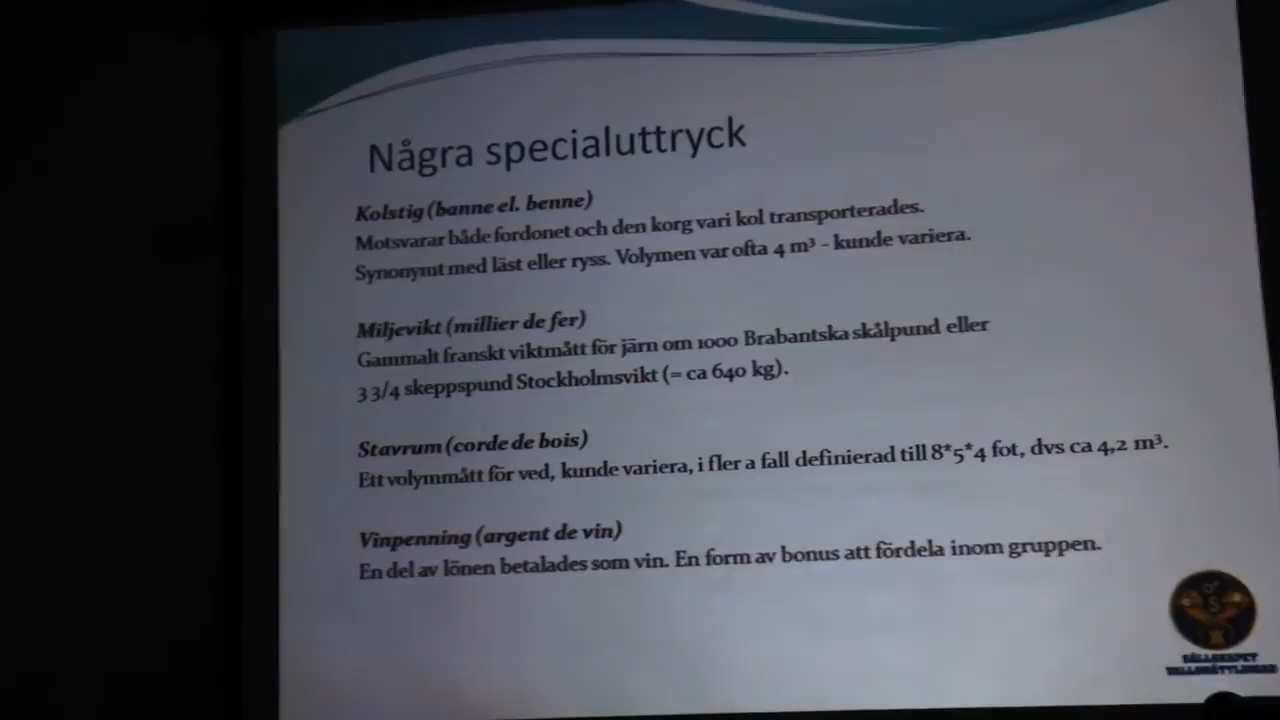 Några specialuttryck
Kolstig (banne el. benne)
Motsvarar både fordonet och den korg vari kol transporterades.
Synonymt med läst eller ryss. Volymen var ofta 4 m³ - kunde variera.
Miljevikt (millier de fer)
Gammalt franskt viktmått för järn om 1000 Brabantska skålpund eller
3 3/4 skeppspund Stockholmsvikt (= ca 640 kg).
Stavrum (corde de bois)
Ett volymmått för ved, kunde variera, i fler a fall definierad till 8*5*4 fot, dvs ca 4,2 m³.
Vinpenning (argent de vin)
En del av lönen betalades som vin. En form av bonus att fördela inom gruppen.
SÄLLSKAPET
VALLONÄTTLINGAR